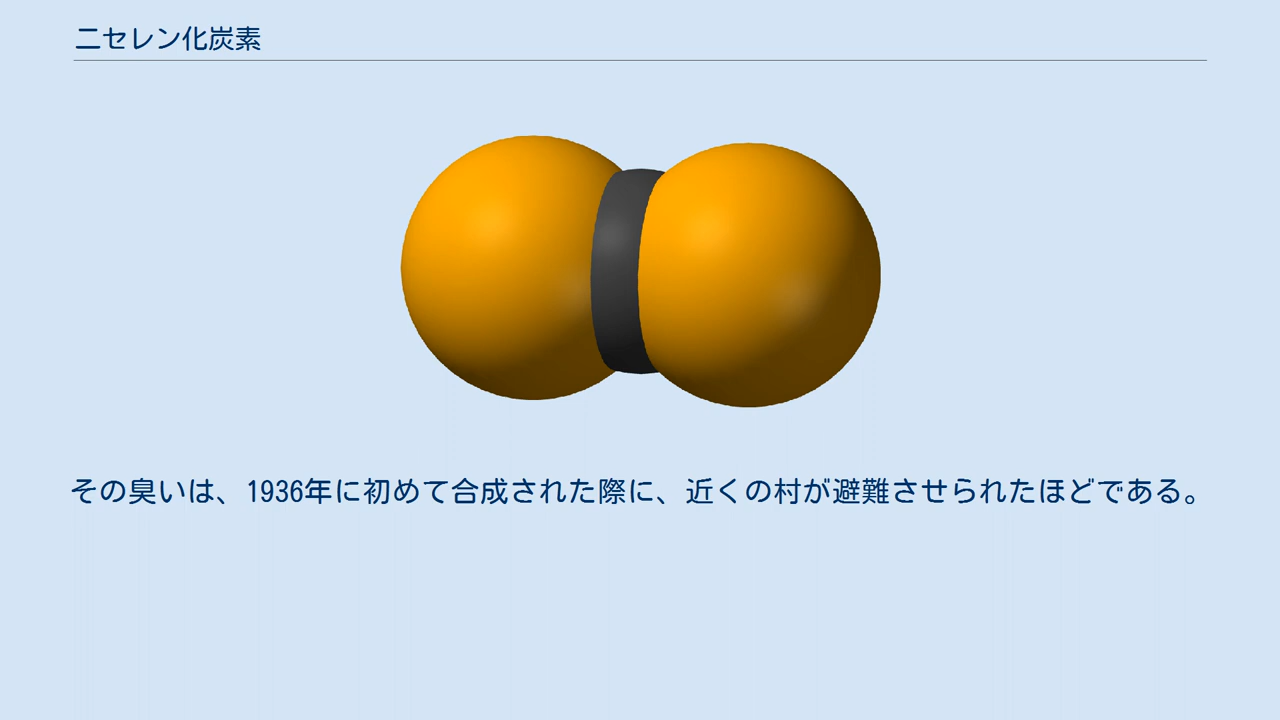 二セレン化炭素
その臭いは、1936年に初めて合成された際に、近くの村が避難させられたほどである。